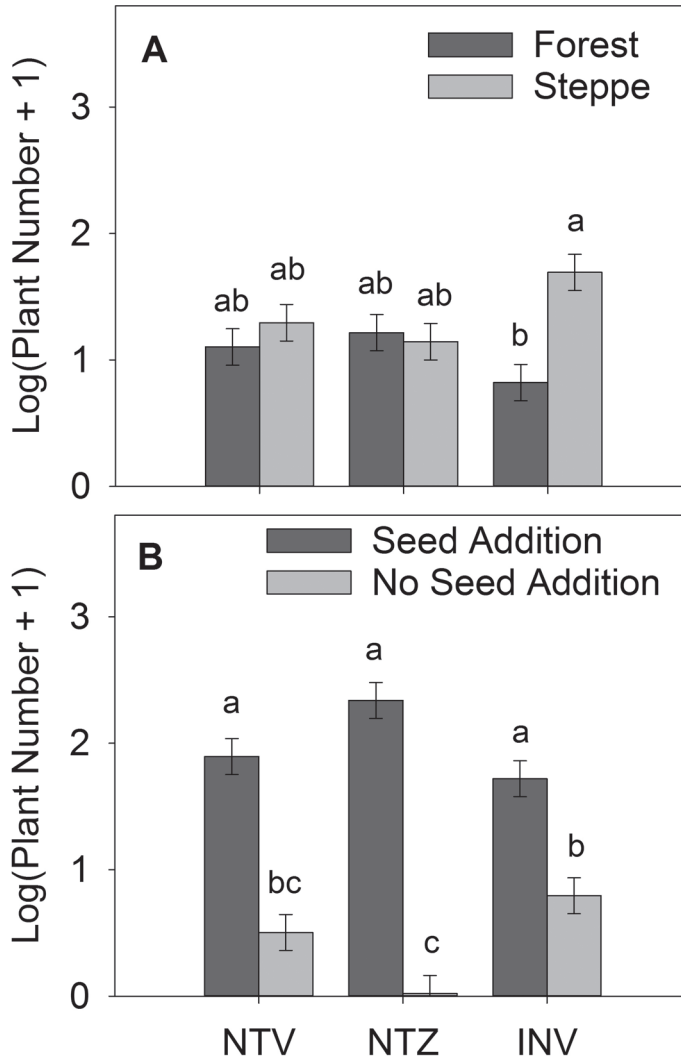 A
Forest
Steppe
Log(Plant Number + 1)
3
2
1
0
ab
ab
ab
ab
b
a
B
Seed Addition
No Seed Addition
Log(Plant Number + 1)
3
2
1
0
a
bc
a
c
a
b
NTV NTZ INV